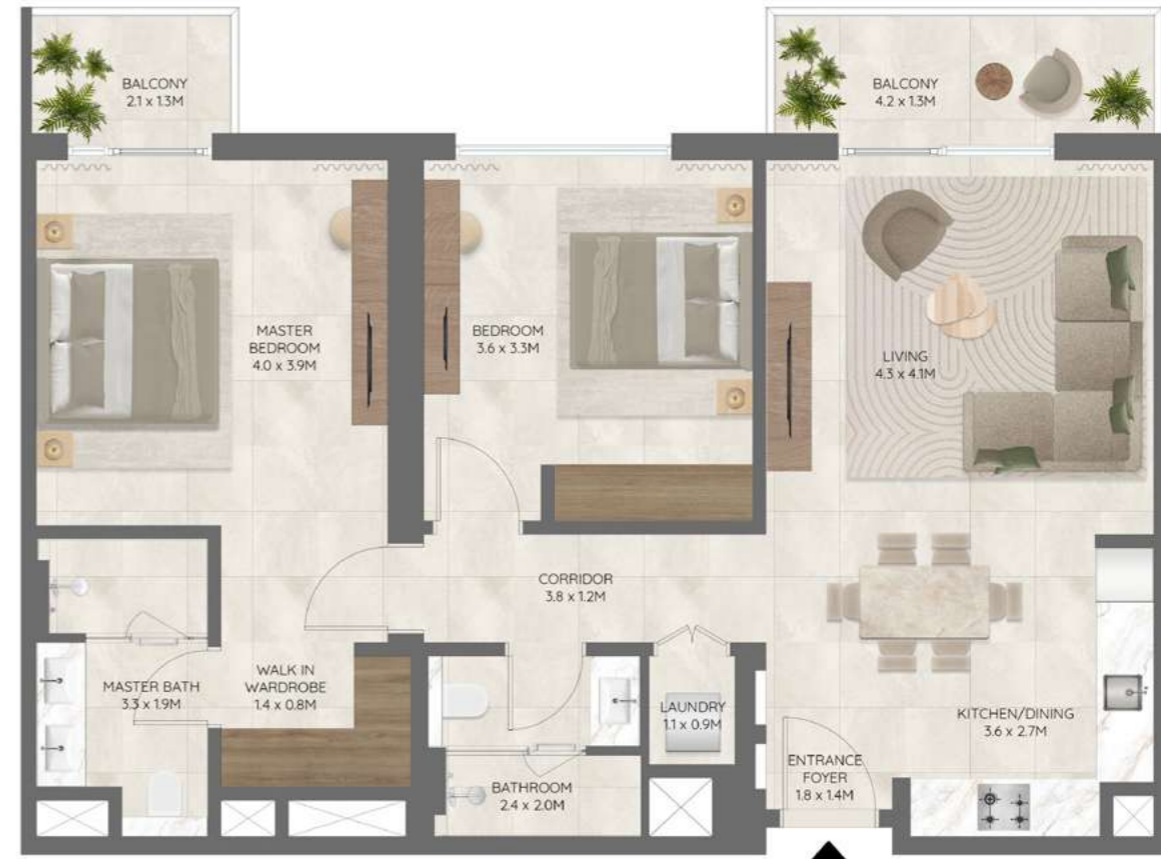 BALCONY
2.1 x 1.3M
BALCONY
4.2 x 1.3M
MASTER
BEDROOM
4.0 x 3.9M
BEDROOM
3.6 x 3.3M
LIVING
4.3 x 4.1M
CORRIDOR
3.8 x 1.2M
MASTER BATH
3.3 x 1.9M
WALK IN
WARDROBE
1.4 x 0.8M
LAUNDRY
1.1 x 0.9M
KITCHEN/DINING
3.6 x 2.7M
BATHROOM
2.4 x 2.0M
ENTRANCE
FOYER
1.8 x 1.4M